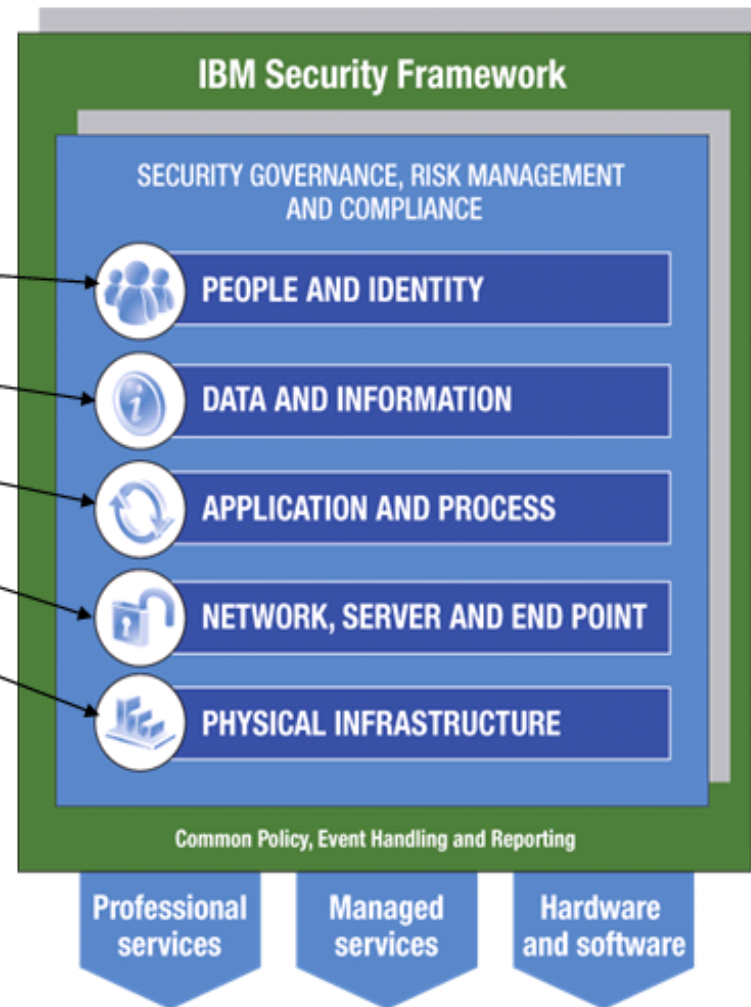 IBM Security Framework
SECURITY GOVERNANCE, RISK MANAGEMENT
AND COMPLIANCE
PEOPLE AND IDENTITY
i
DATA AND INFORMATION
APPLICATION AND PROCESS
NETWORK, SERVER AND END POINT
PHYSICAL INFRASTRUCTURE
Common Policy, Event Handling and Reporting
Professional
services
Managed
services
Hardware
and software